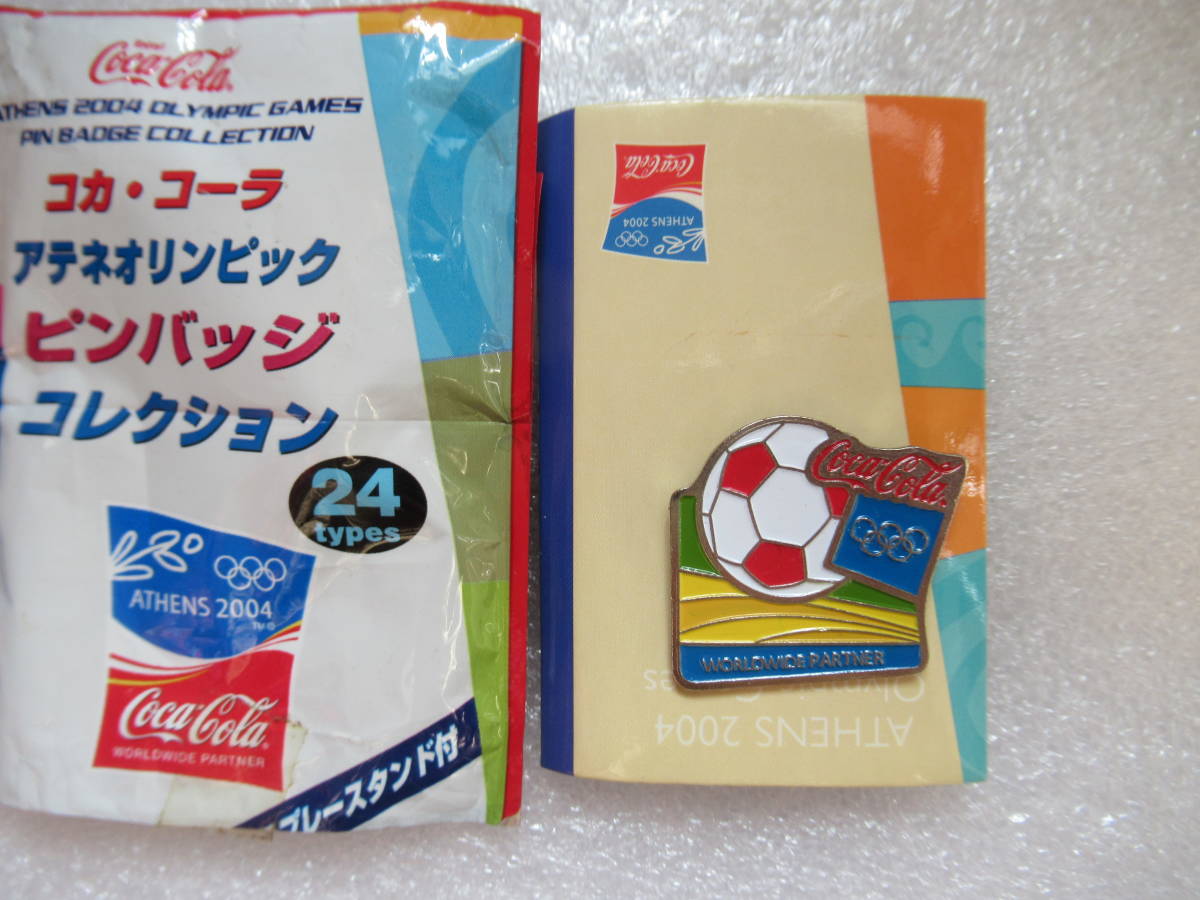 Enjoy
Coca-Cola
ATHENS 2004 OLYMPIC GAMES
PIN BADGE COLLECTION
コカ・コーラ
アテネオリンピック
ピンバッジ
コレクション
24
types
ATHENS 2004
TM ©
Coca-Cola
WORLDWIDE PARTNER
プレースタンド付
Coca-Cola
ATHENS 2004
Coca-Cola
WORLDWIDE PARTNER
ATHENS 2004